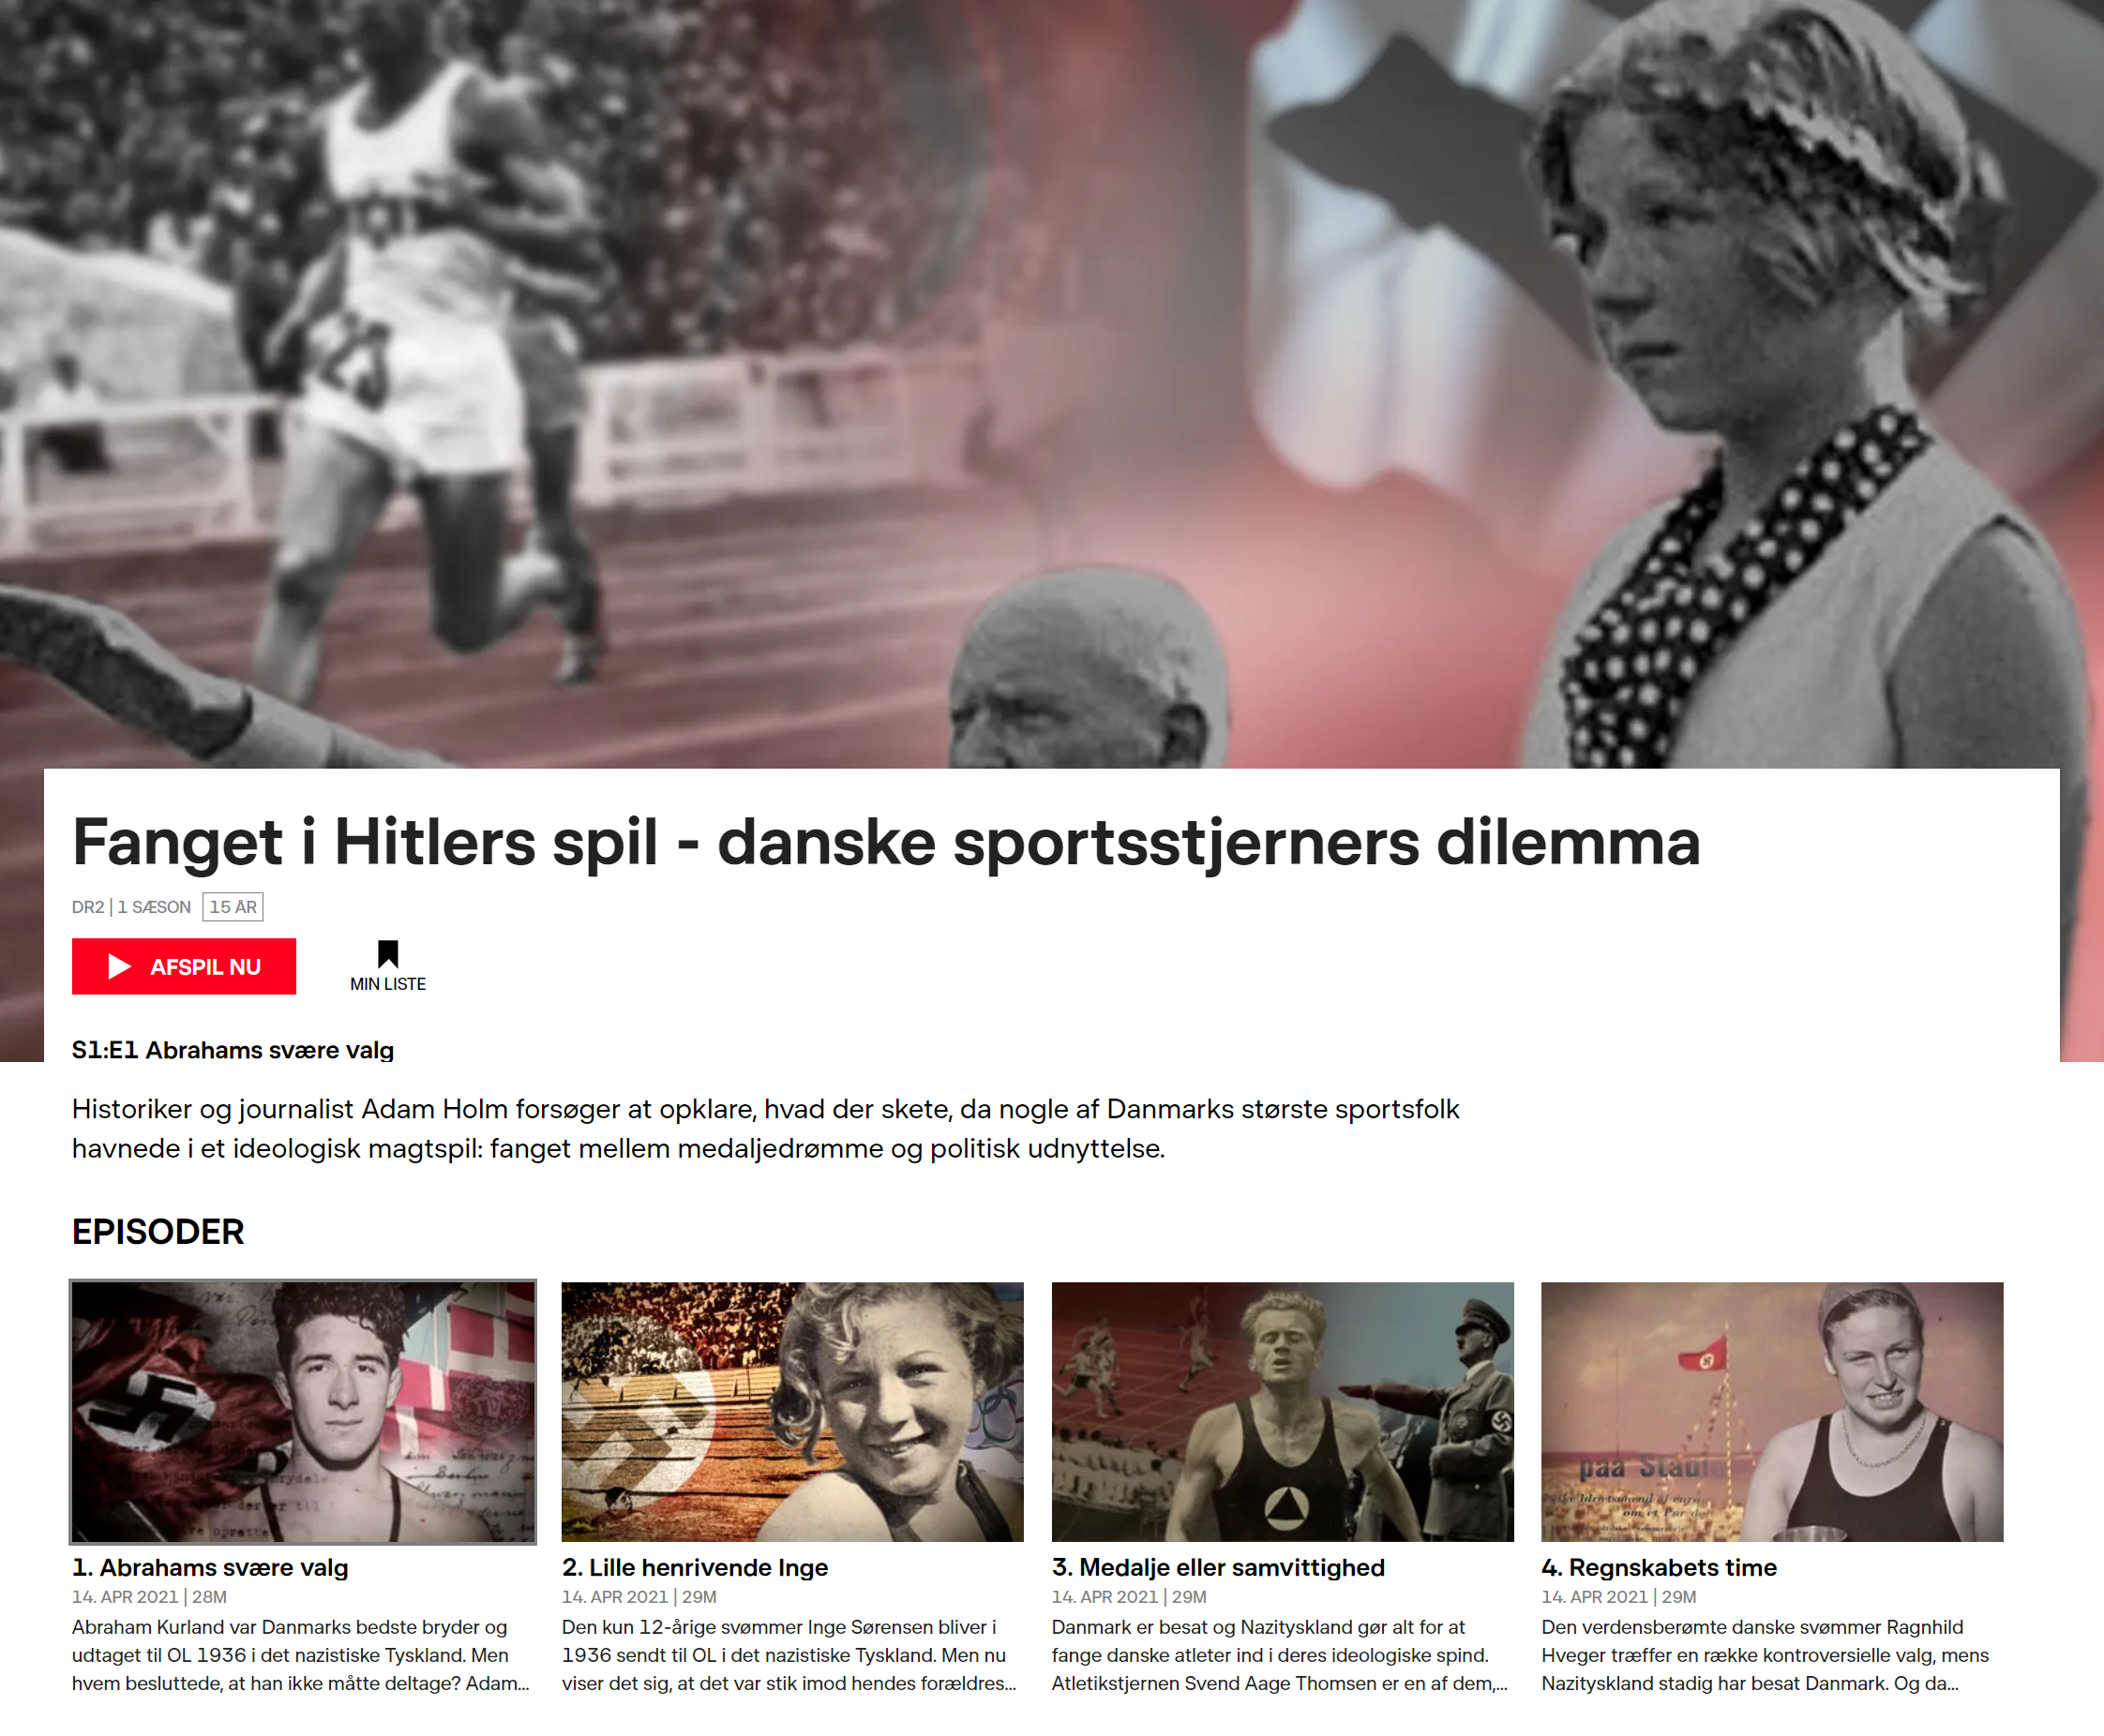 Fanget i Hitlers spil - danske sportsstjerners dilemma
DR2 | 1 SÆSON 15 ÅR
AFSPIL NU
MIN LISTE
S1:E1 Abrahams svære valg
Historiker og journalist Adam Holm forsøger at opklare, hvad der skete, da nogle af Danmarks største sportsfolk
havnede i et ideologisk magtspil: fanget mellem medaljedrømme og politisk udnyttelse.
EPISODER
paa Stadi
1. Abrahams svære valg
14. APR 2021 | 28M
Abraham Kurland var Danmarks bedste bryder og
udtaget til OL 1936 i det nazistiske Tyskland. Men
hvem besluttede, at han ikke måtte deltage? Adam...
2. Lille henrivende Inge
14. APR 2021 | 29M
Den kun 12-årige svømmer Inge Sørensen bliver i
1936 sendt til OL i det nazistiske Tyskland. Men nu
viser det sig, at det var stik imod hendes forældres...
3. Medalje eller samvittighed
14. APR 2021 | 29M
Danmark er besat og Nazityskland gør alt for at
fange danske atleter ind i deres ideologiske spind.
Atletikstjernen Svend Aage Thomsen er en af dem,...
4. Regnskabets time
14. APR 2021 | 29M
Den verdensberømte danske svømmer Ragnhild
Hveger træffer en række kontroversielle valg, mens
Nazityskland stadig har besat Danmark. Og da...